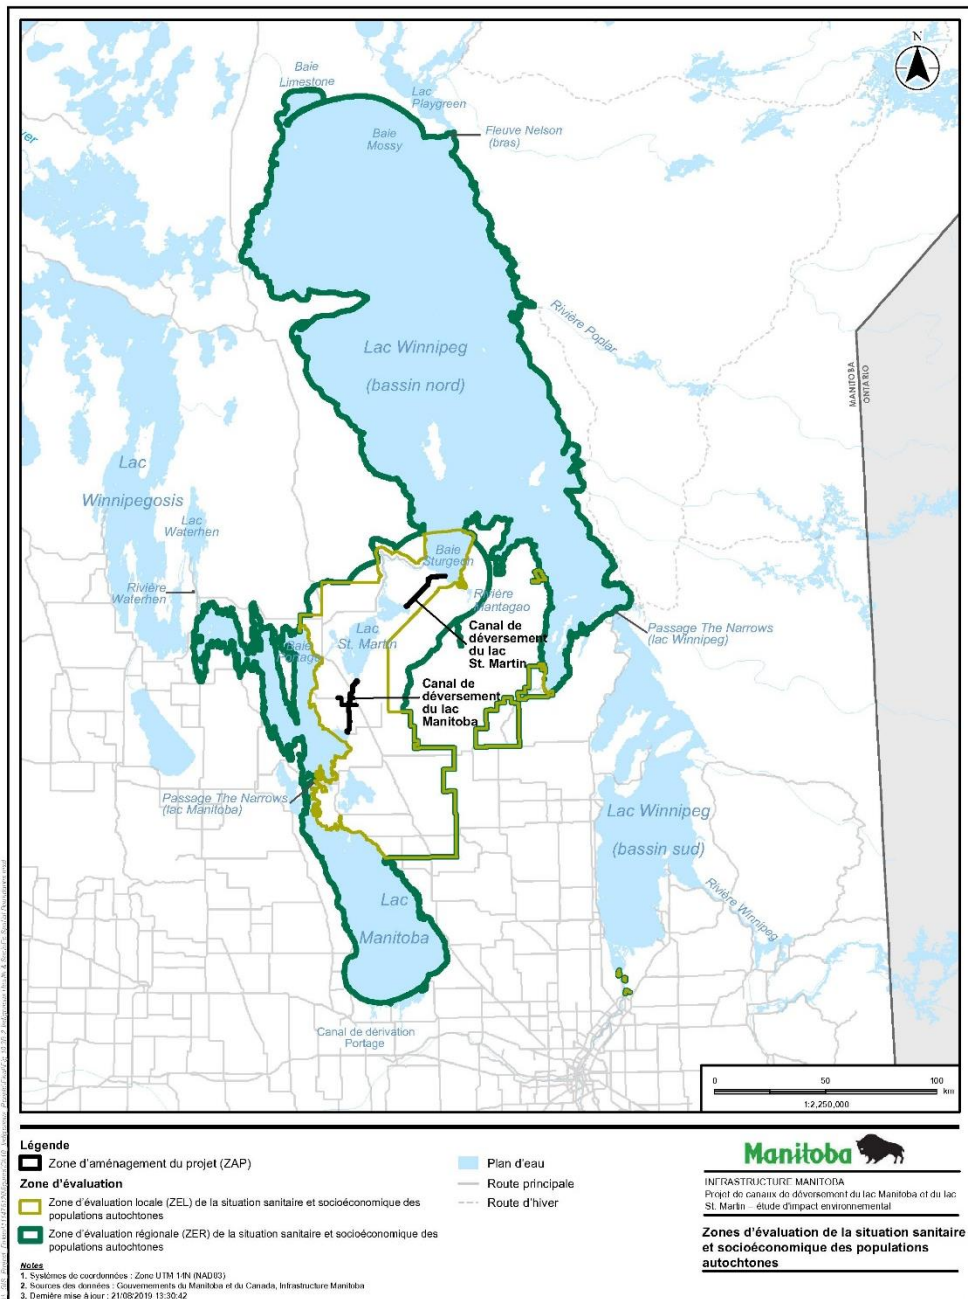 N
Baie
Limestone
Lac
Playgreen
Baie
Mossy
Fleuve Nelson
(bras)
Rivière Poplar
MANITOBA
ONTARIO
Lac Winnipeg
(bassin nord)
Lac
Winnipegosis
Lac
Waterhen
Rivière
Waterhen
Baie
Sturgeon
Rivière
Mantagao
Canal de
déversement
du lac
St. Martin
Lac
St. Martin
Passage The Narrows
(lac Winnipeg)
Baie
Portage
Canal de
déversement
du lac
Manitoba
Passage The Narrows
(lac Manitoba)
Lac Winnipeg
(bassin sud)
Rivière Winnipeg
Lac
Manitoba
Canal de dérivation
Portage
0 50 100
km
1:2,250,000
Légende
Zone d'aménagement du projet (ZAP)
Zone d'évaluation
Zone d'évaluation locale (ZEL) de la situation sanitaire et socioéconomique des
populations autochtones
Zone d'évaluation régionale (ZER) de la situation sanitaire et socioéconomique des
populations autochtones
Plan d'eau
Route principale
Route d'hiver
Notes
1. Systèmes de coordonnées : Zone UTM 14N (NAD83)
2. Sources des données : Gouvernements du Manitoba et du Canada, Infrastructure Manitoba
3. Dernière mise à jour : 21/08/2019 13:30:42
Manitoba
INFRASTRUCTURE MANITOBA
Projet de canaux de déversement du lac Manitoba et du lac
St. Martin – étude d'impact environnemental
Zones d'évaluation de la situation sanitaire
et socioéconomique des populations
autochtones